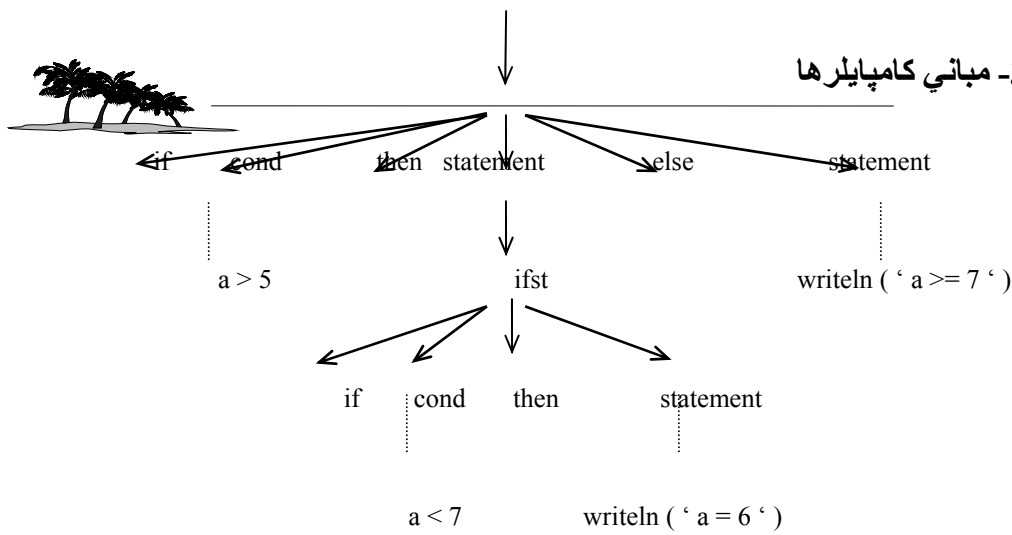 - مباني كامپايلرها
if cond then statement else statement
a > 5 ifst writeln ( ‘ a >= 7 ‘ )
if cond then statement
a < 7 writeln ( ‘ a = 6 ‘ )